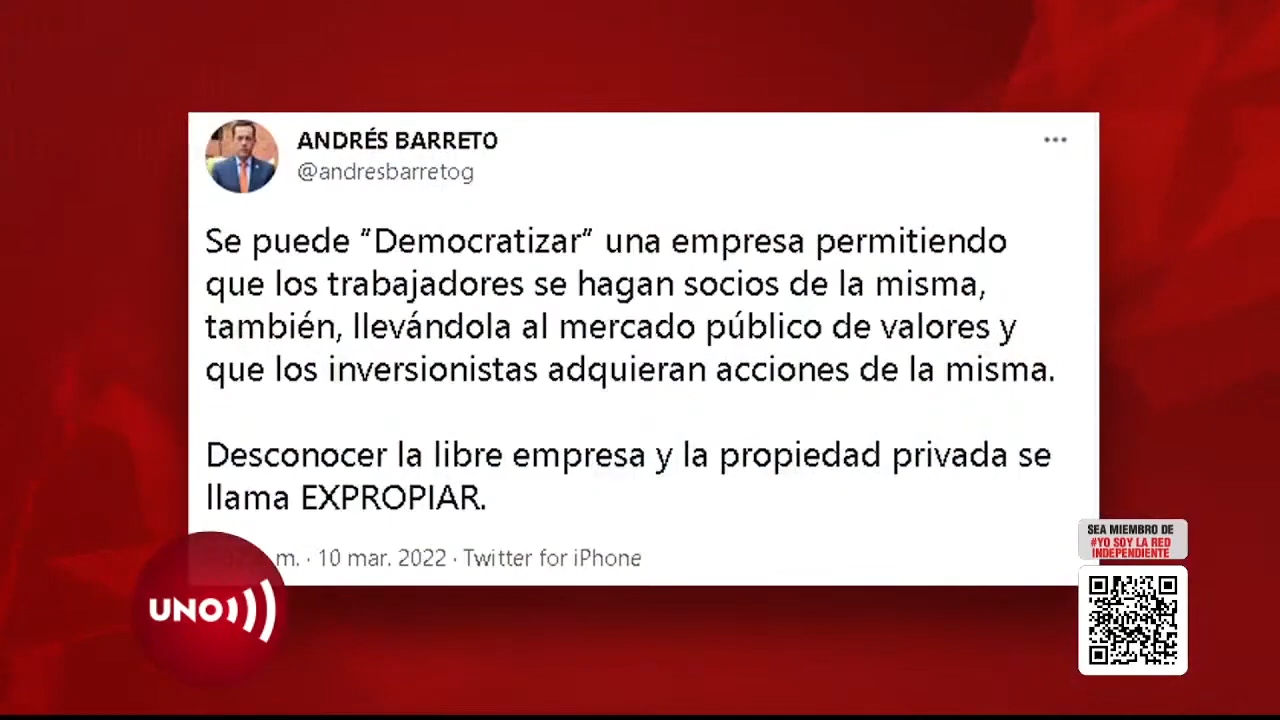 ANDRÉS BARRETO
@andresbarretog
Se puede “Democratizar“ una empresa permitiendo
que los trabajadores se hagan socios de la misma,
también, llevándola al mercado público de valores y
que los inversionistas adquieran acciones de la misma.
Desconocer la libre empresa y la propiedad privada se
llama EXPROPIAR.
m. · 10 mar. 2022 · Twitter for iPhone
UNO
SEA MIEMBRO DE
#YO SOY LA RED
INDEPENDIENTE